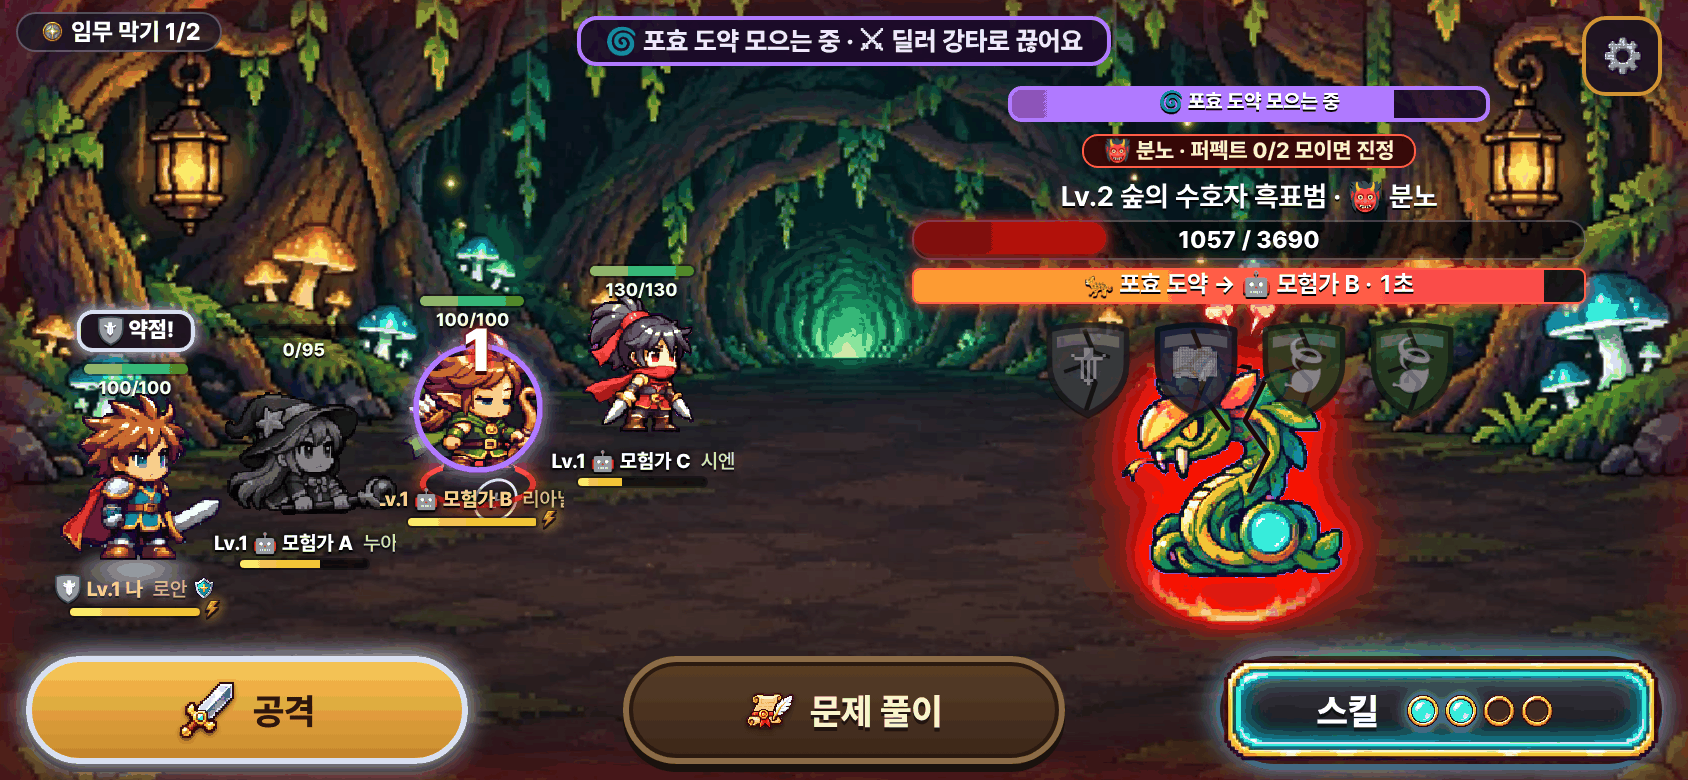 임무 막기 1/2
포효 도약 모으는 중 · 딜러 강타로 끊어요
포효 도약 모으는 중
분노 · 퍼펙트 0/2 모이면 진정
Lv.2 숲의 수호자 흑표범 · 분노
1057 / 3690
포효 도약 → 모험가 B · 1초
130/130
100/100
1
약점!
0/95
100/100
Lv.1 모험가 C 시엔
v.1 모험가 B 리아
Lv.1 모험가 A 누아
Lv.1 나 로안
공격
문제 풀이
스킬